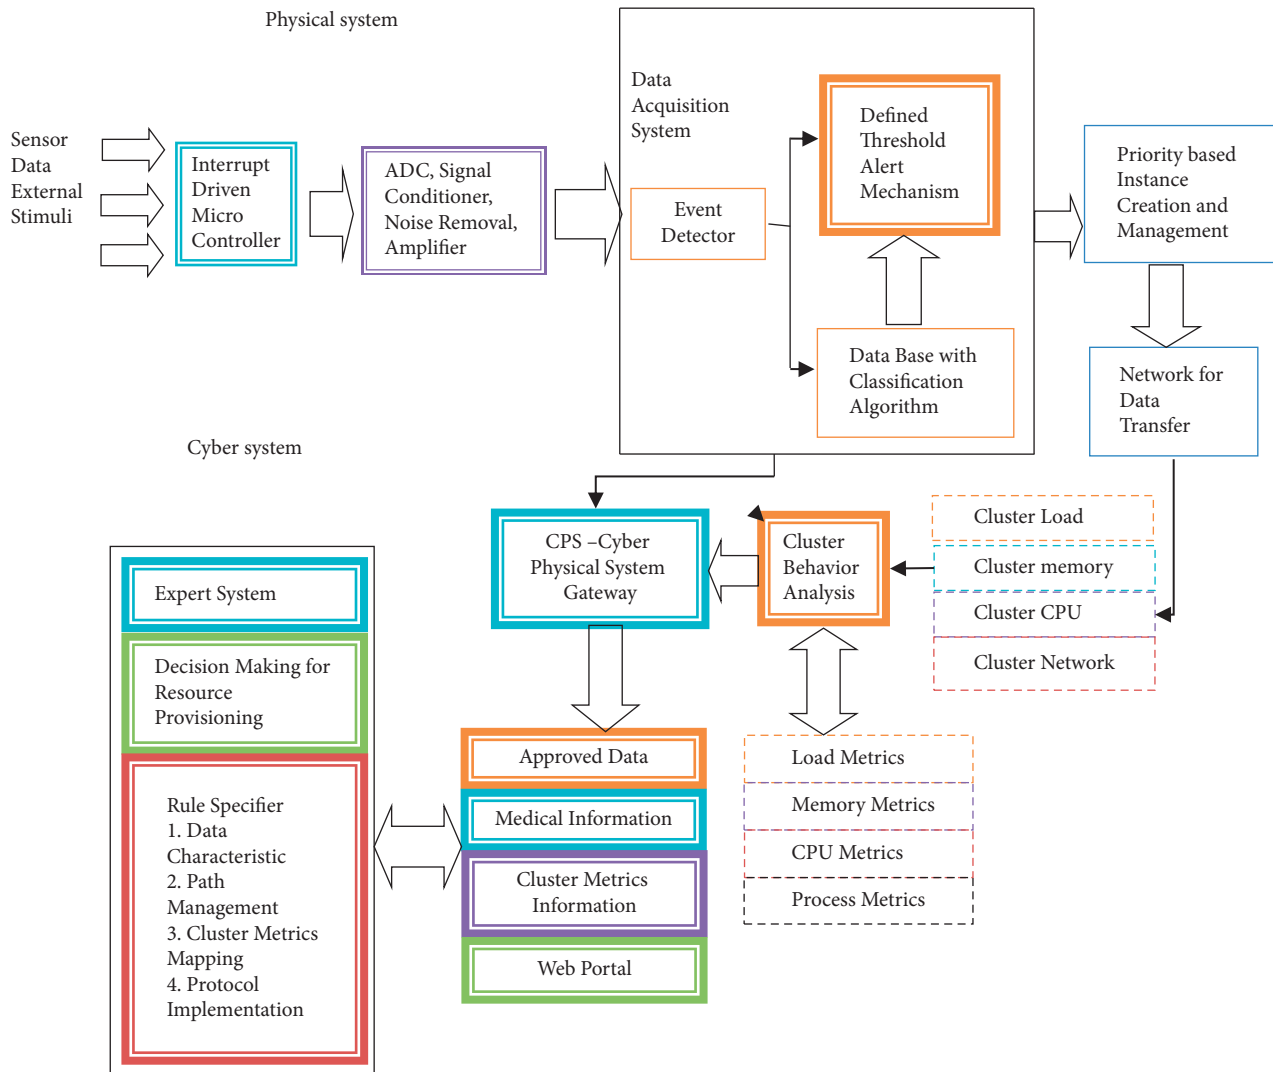 Physical system
Sensor
Data
External
Stimuli
Interrupt
Driven
Micro
Controller
ADC, Signal
Conditioner,
Noise Removal,
Amplifier
Data
Acquisition
System
Event
Detector
Defined
Threshold
Alert
Mechanism
Data Base with
Classification
Algorithm
Priority based
Instance
Creation and
Management
Network for
Data
Transfer
Cyber system
CPS –Cyber
Physical System
Gateway
Cluster
Behavior
Analysis
Cluster Load
Cluster memory
Cluster CPU
Cluster Network
Expert System
Decision Making for
Resource
Provisioning
Rule Specifier
1. Data
Characteristic
2. Path
Management
3. Cluster Metrics
Mapping
4. Protocol
Implementation
Approved Data
Medical Information
Cluster Metrics
Information
Web Portal
Load Metrics
Memory Metrics
CPU Metrics
Process Metrics